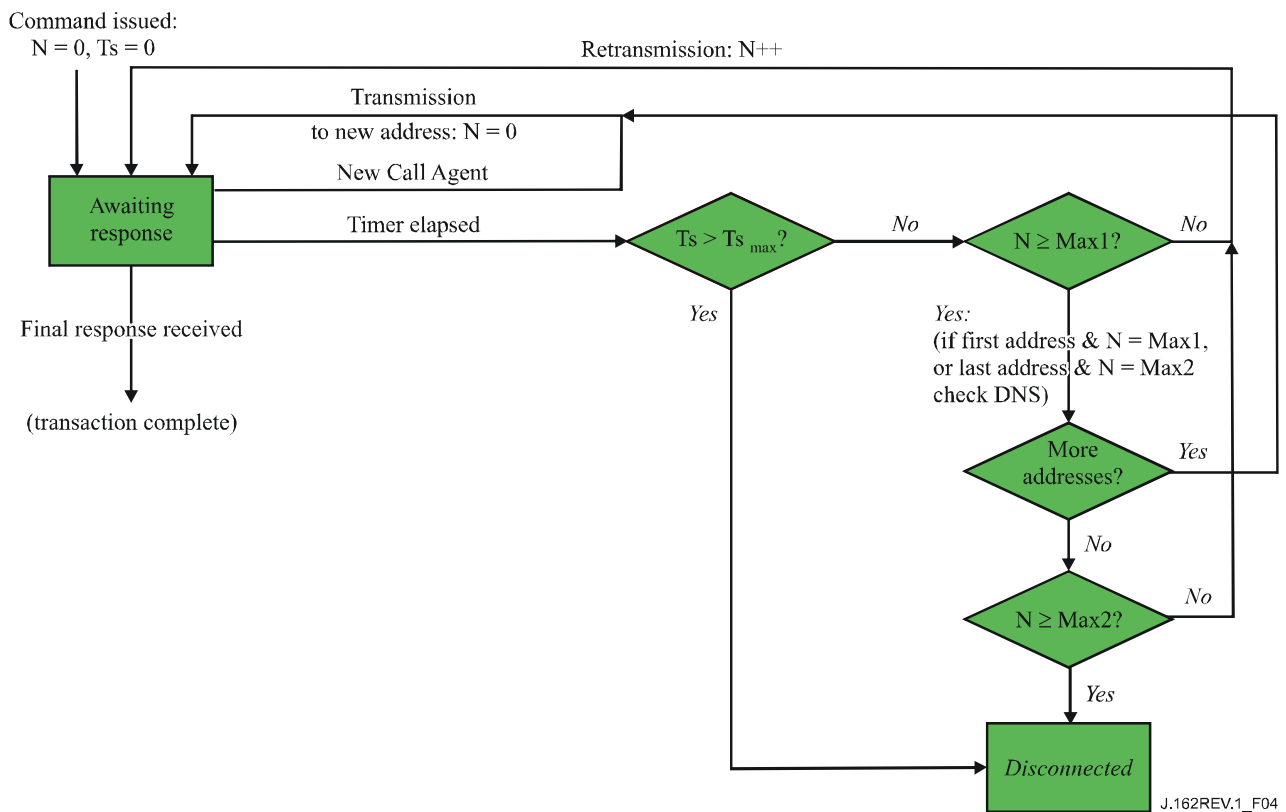 Command issued:
N = 0, Ts = 0
Retransmission: N++
Transmission
to new address: N = 0
New Call Agent
Awaiting
response
Timer elapsed
Ts > Ts max?
No
N ≥ Max1?
No
Yes
Yes:
(if first address & N = Max1,
or last address & N = Max2
check DNS)
Final response received
(transaction complete)
More
addresses?
Yes
No
N ≥ Max2?
No
Yes
Disconnected
J.162REV.1_F04